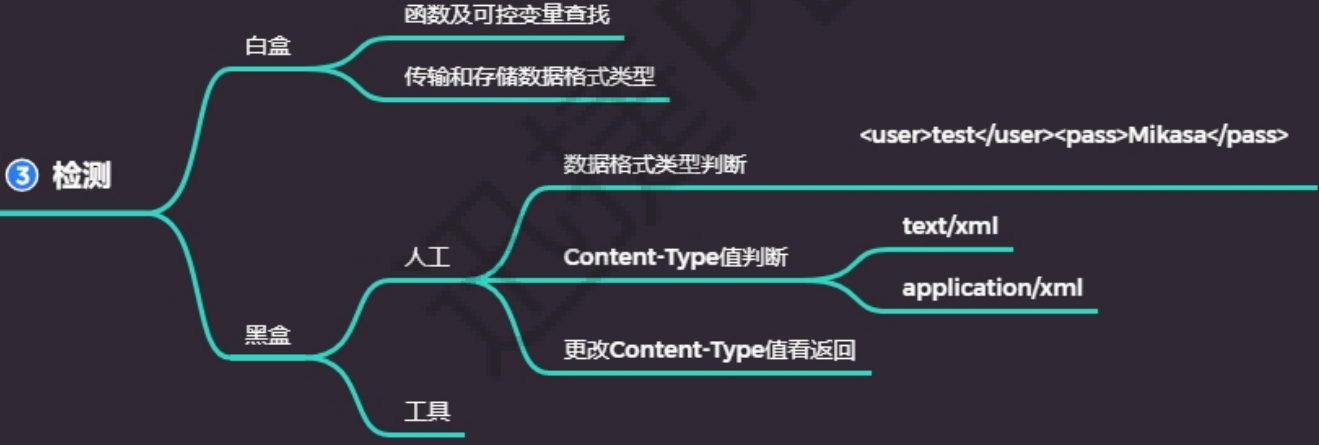 函数及可控变量查找
白盒
传输和存储数据格式类型
<user>test</user><pass>Mikasa</pass>
3 检测
数据格式类型判断
text/xml
人工
Content-Type值判断
application/xml
黑盒
更改Content-Type值看返回
工具